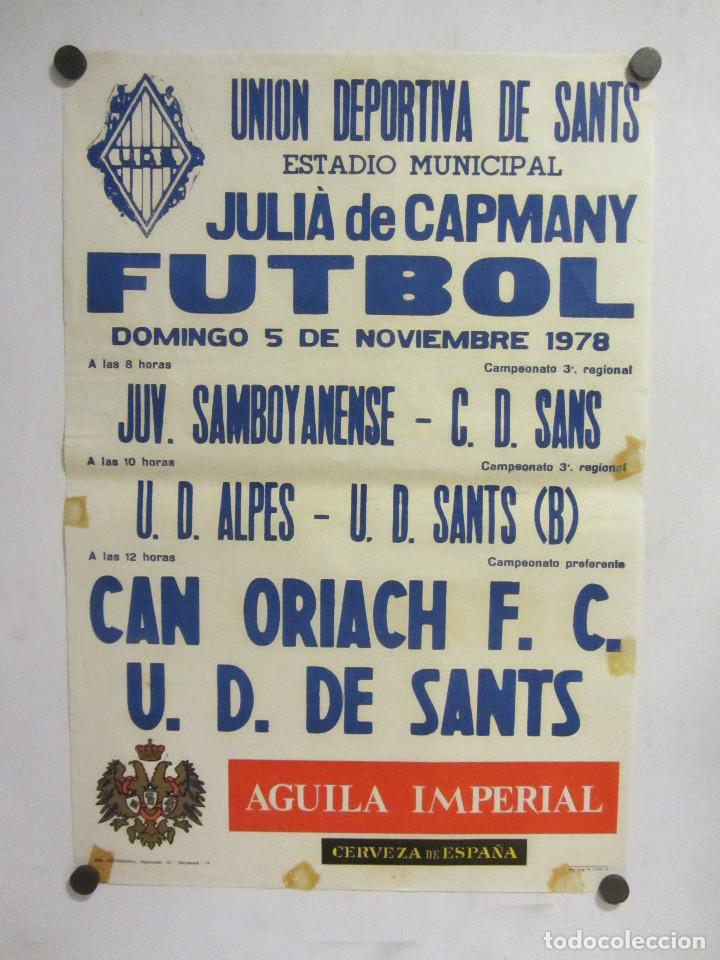 UNION DEPORTIVA DE SANTS
U.D.S.
ESTADIO MUNICIPAL
JULIÀ de CAPMANY
FUTBOL
DOMINGO 5 DE NOVIEMBRE 1978
A las 8 horas Campeonato 3ª. regional
JUV. SAMBOYANENSE - C. D. SANS
A las 10 horas Campeonato 3ª. regional
U. D. ALPES - U. D. SANTS (B)
A las 12 horas Campeonato preferente
CAN ORIACH F. C.
U. D. DE SANTS
AGUILA IMPERIAL
CERVEZA DE ESPAÑA
todocoleccion